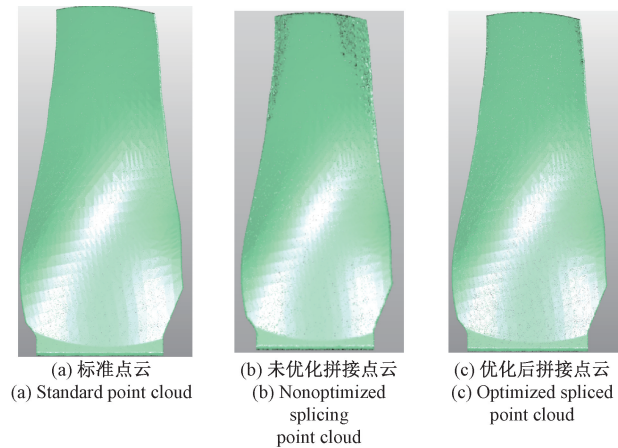 (a) 标准点云
(a) Standard point cloud
(b) 未优化拼接点云
(b) Nonoptimized
splicing
point cloud
(c) 优化后拼接点云
(c) Optimized spliced
point cloud